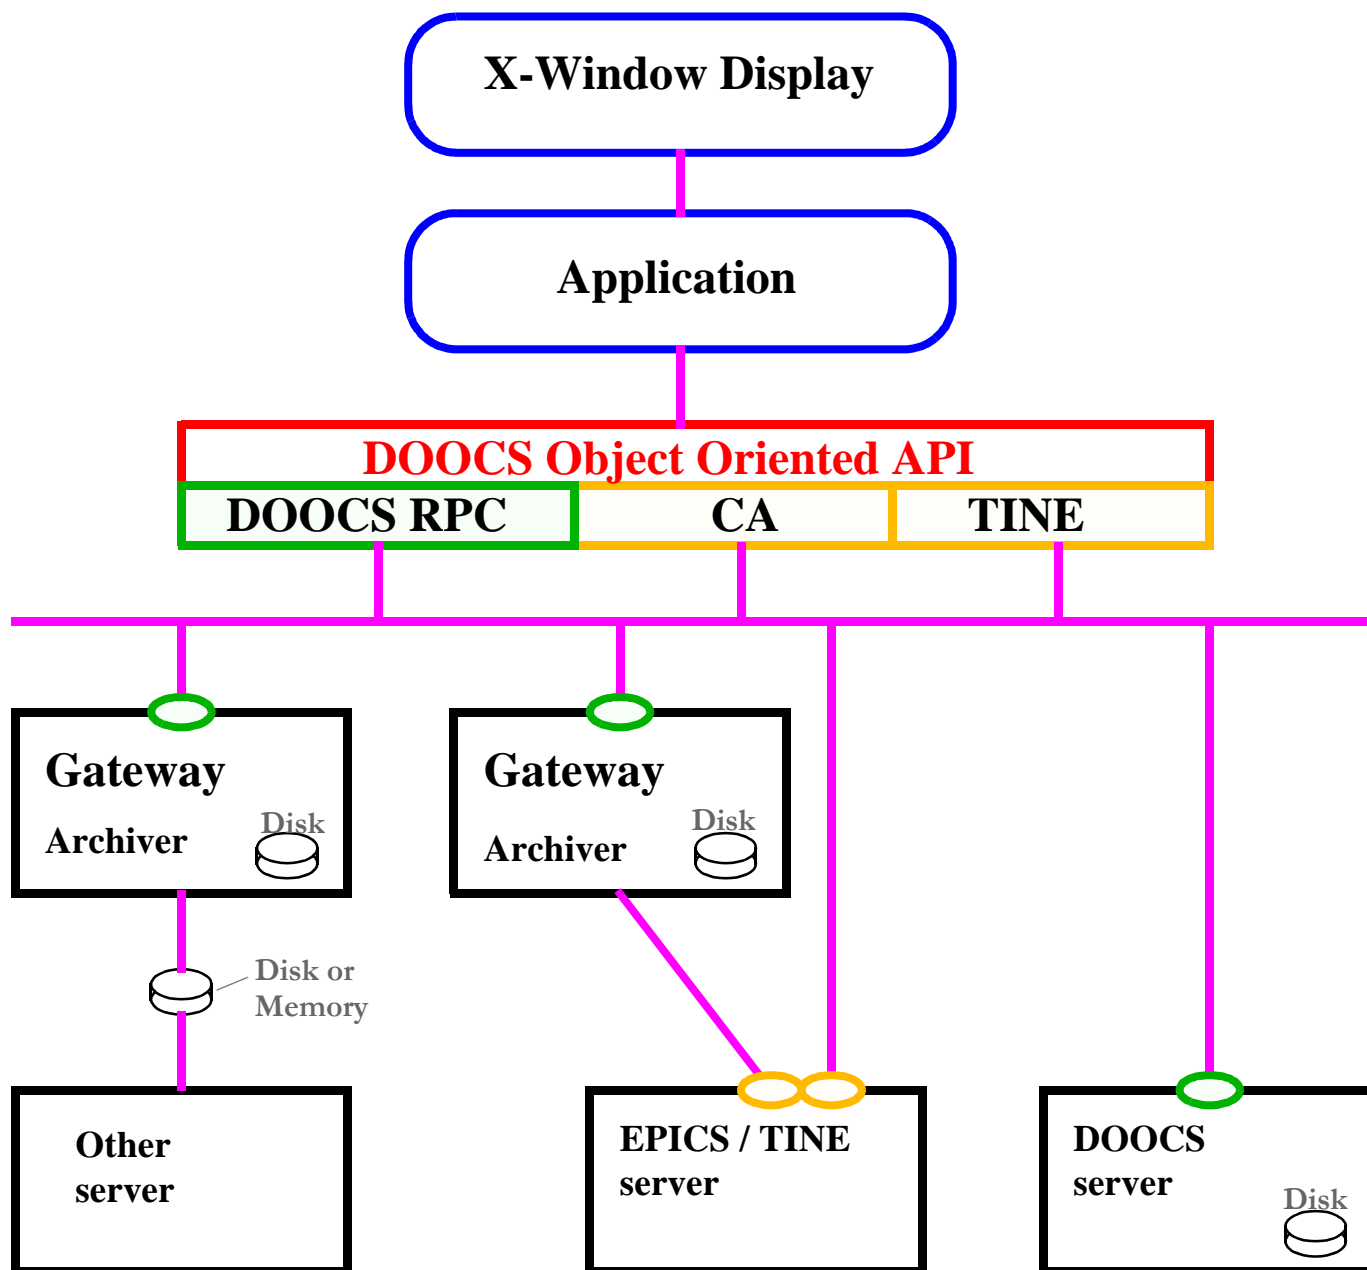 X-Window Display
Application
DOOCS Object Oriented API
DOOCS RPC
CA
TINE
Gateway
Archiver
Disk
Gateway
Archiver
Disk
Disk or
Memory
Other
server
EPICS / TINE
server
DOOCS
server
Disk